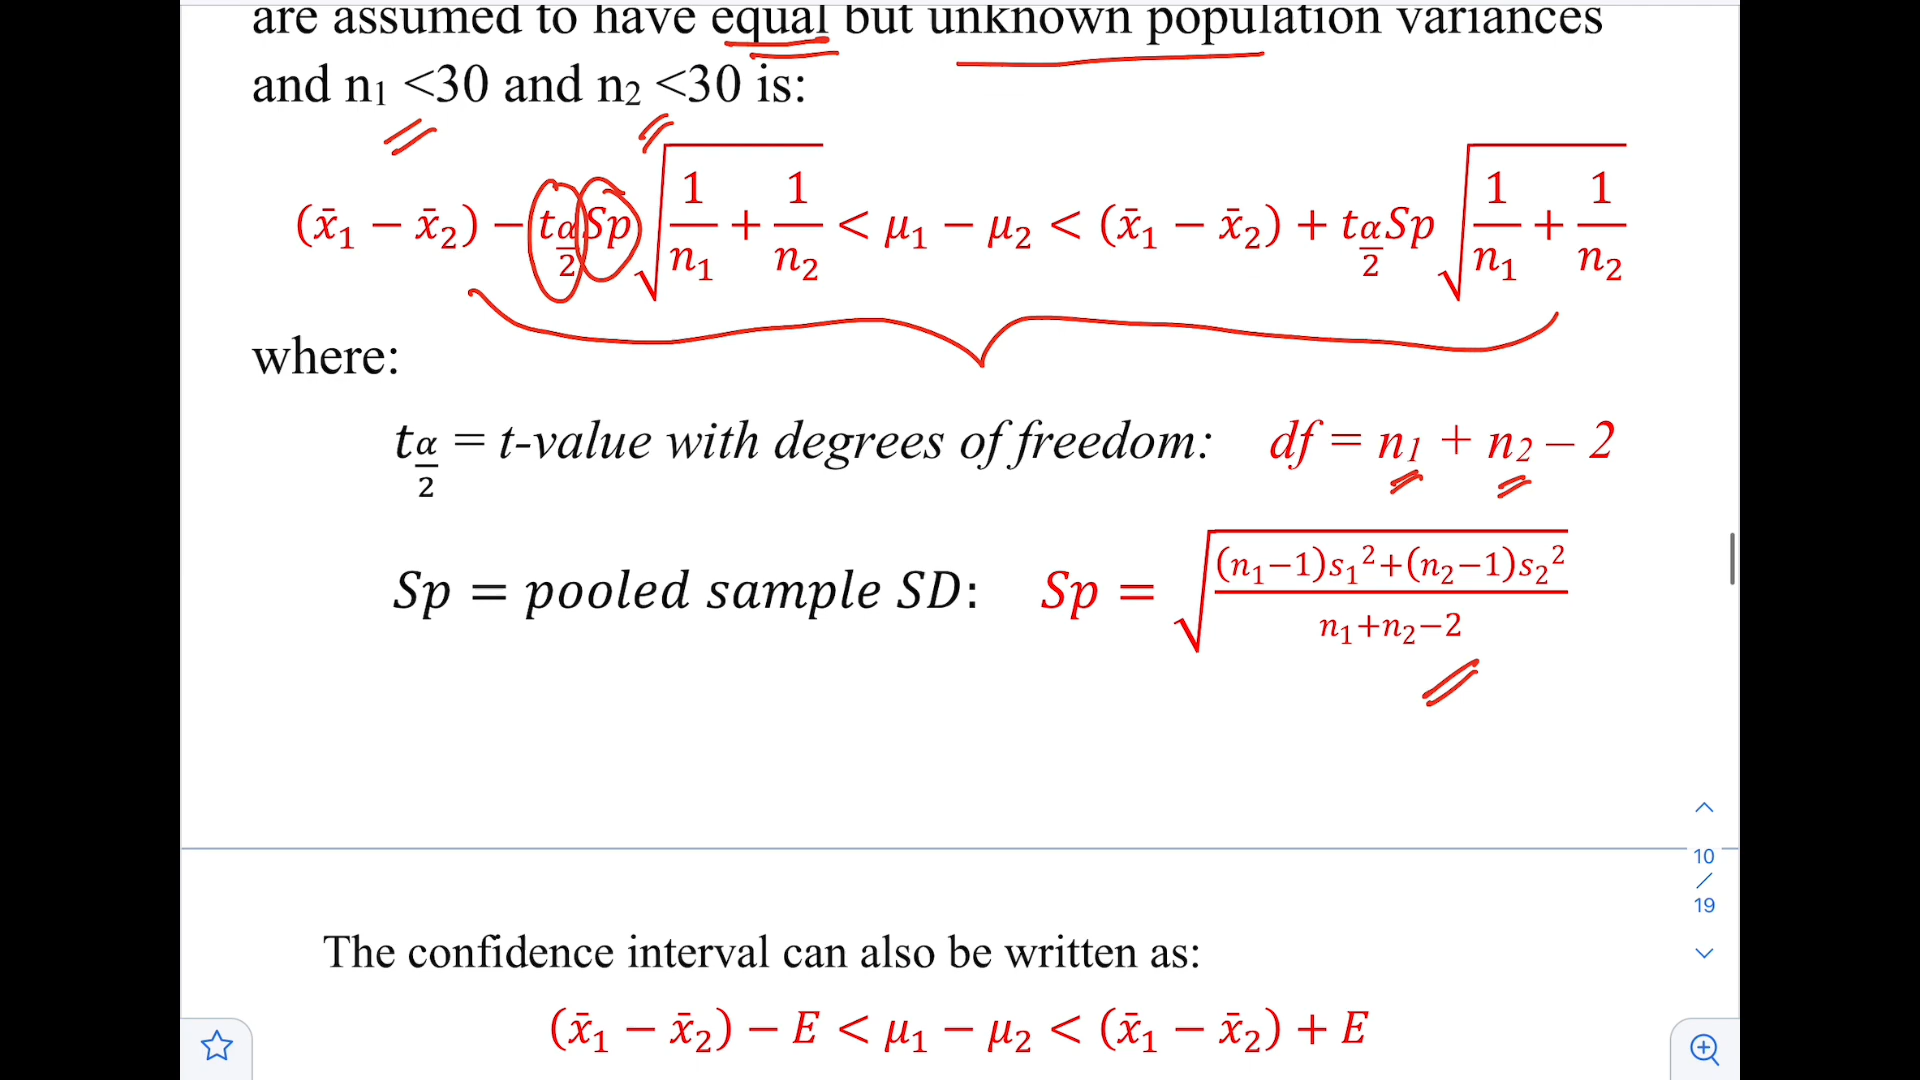 are assumed to have equal but unknown population variances
and n₁ <30 and n₂ <30 is:
(x̄₁ − x̄₂) − t_{α/2}Sp√(1/n₁ + 1/n₂) < μ₁ − μ₂ < (x̄₁ − x̄₂) + t_{α/2}Sp√(1/n₁ + 1/n₂)
where:
t_{α/2} = t-value with degrees of freedom: df = n₁ + n₂ – 2
Sp = pooled sample SD: Sp = √(((n₁−1)s₁²+(n₂−1)s₂²)/(n₁+n₂−2))
10
/
19
The confidence interval can also be written as:
(x̄₁ − x̄₂) − E < μ₁ − μ₂ < (x̄₁ − x̄₂) + E